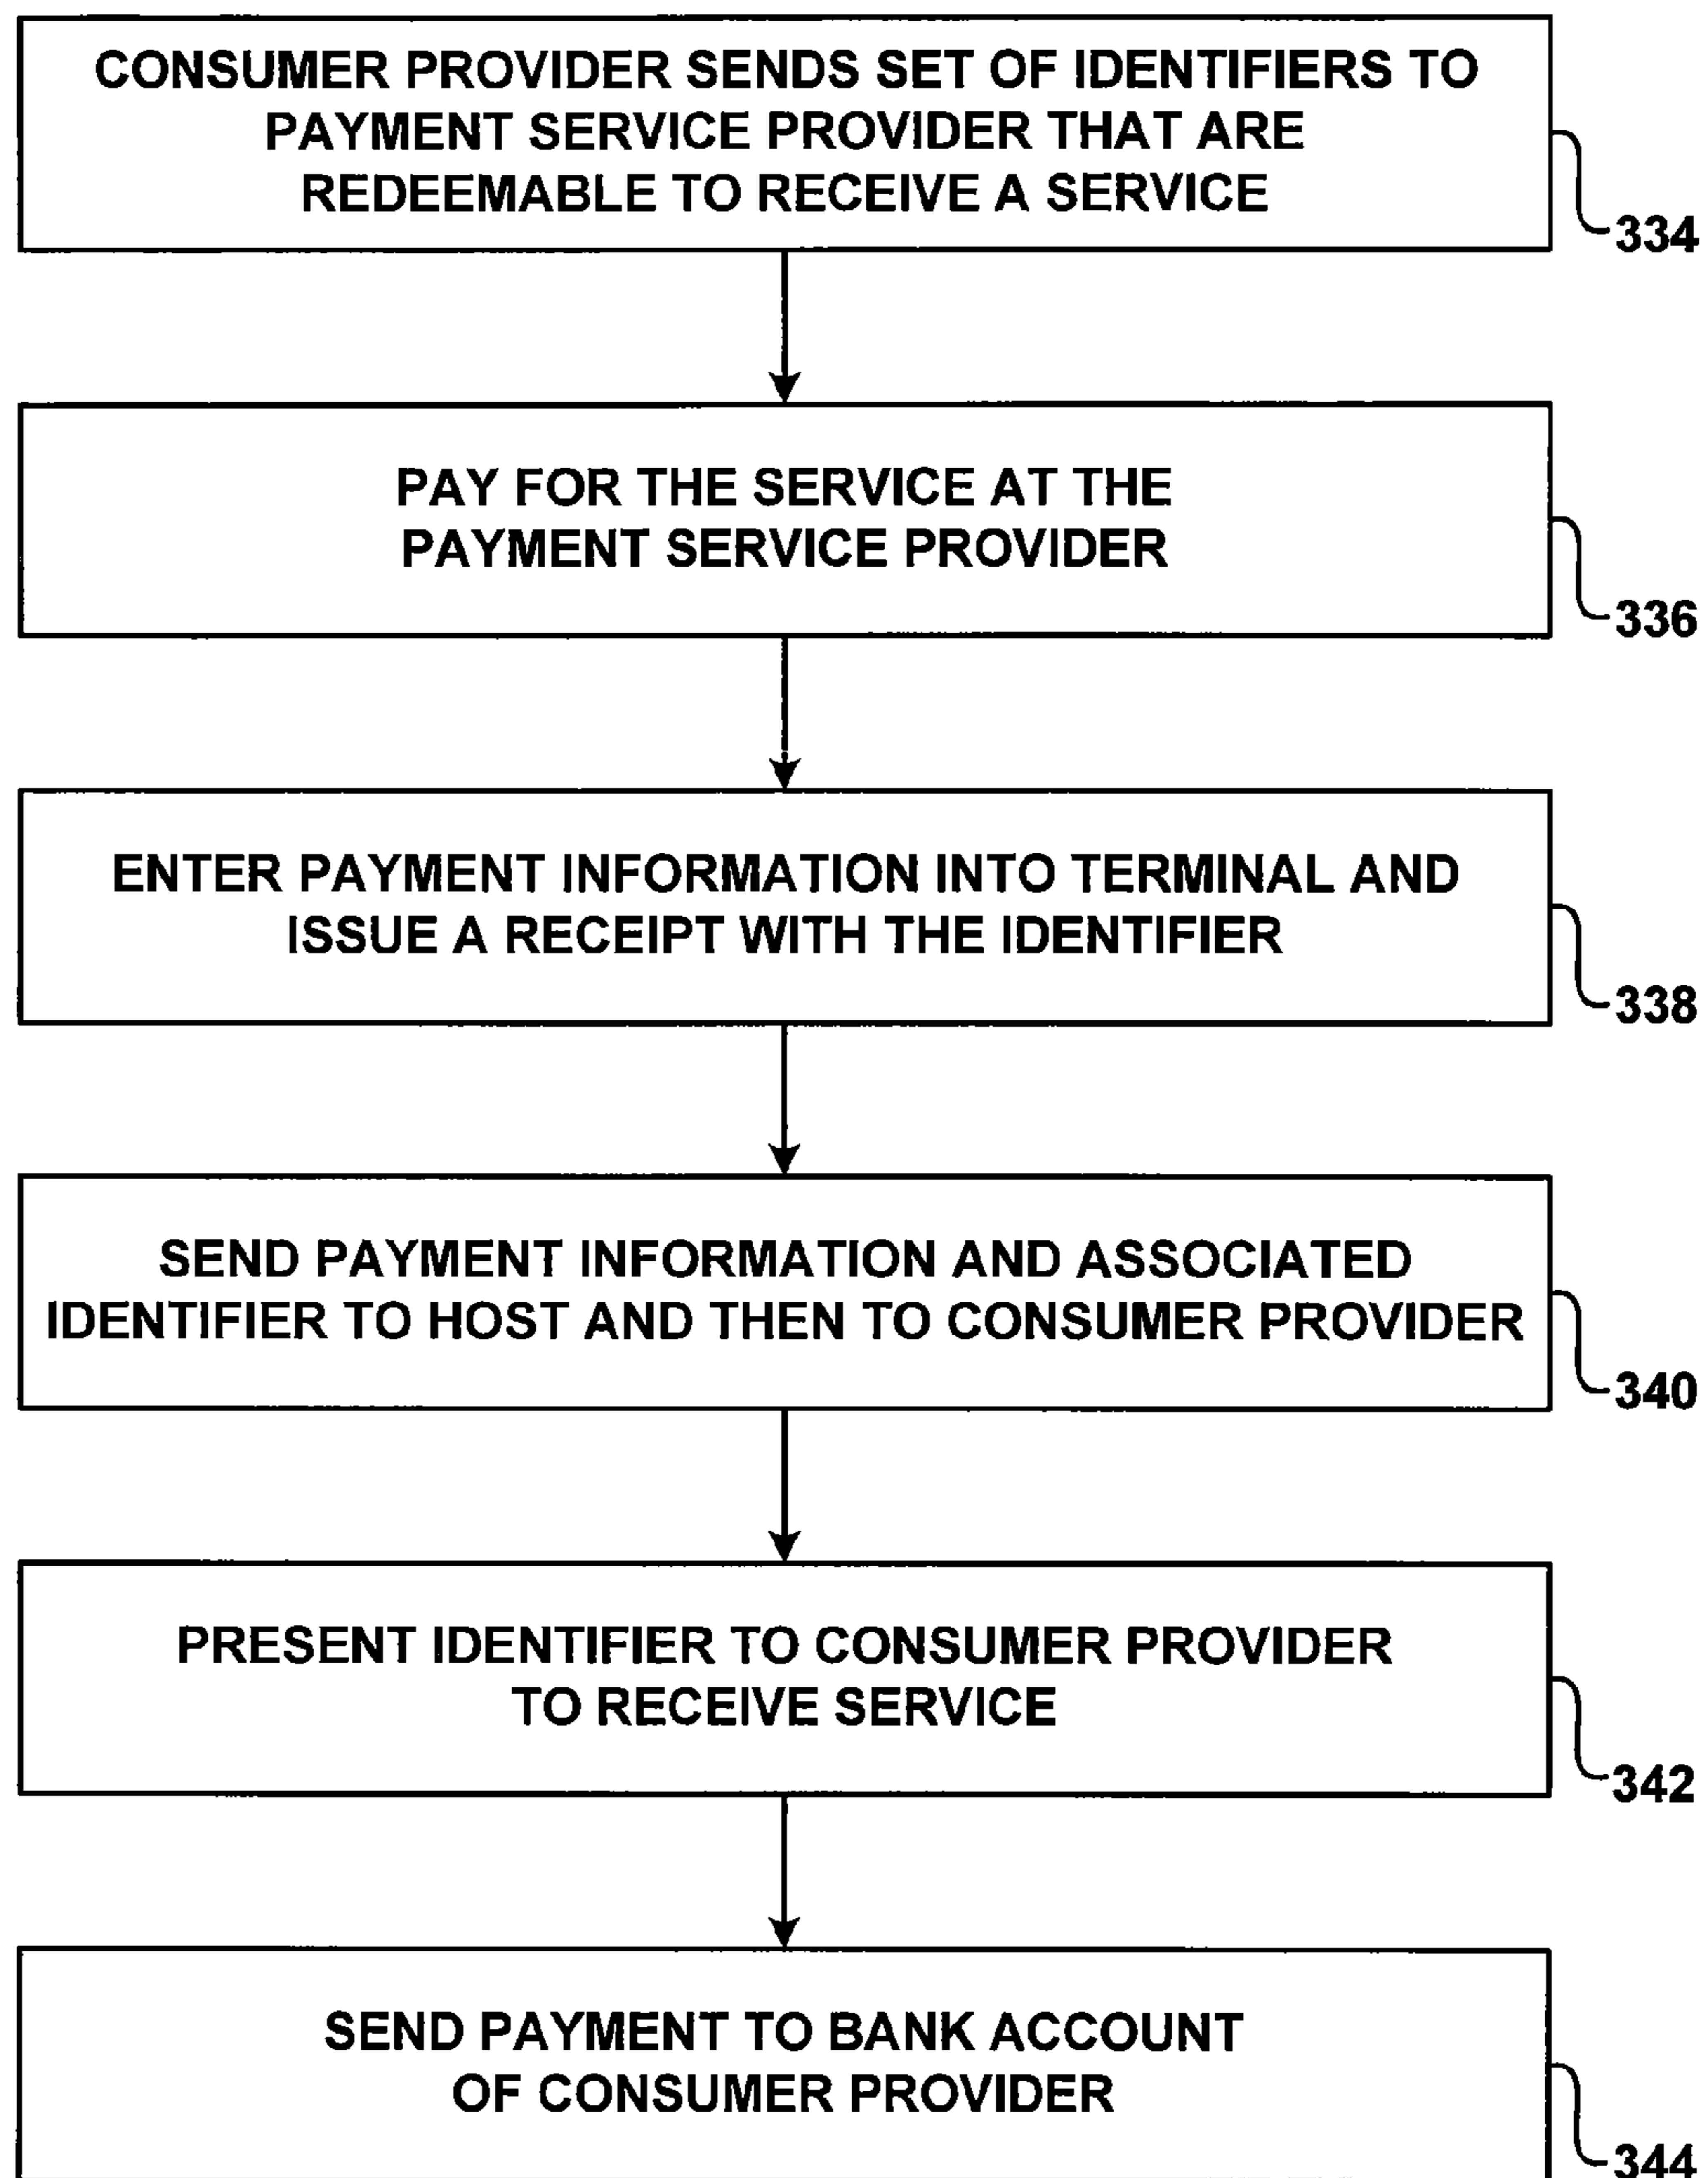 CONSUMER PROVIDER SENDS SET OF IDENTIFIERS TO
PAYMENT SERVICE PROVIDER THAT ARE
REDEEMABLE TO RECEIVE A SERVICE
334
PAY FOR THE SERVICE AT THE
PAYMENT SERVICE PROVIDER
336
ENTER PAYMENT INFORMATION INTO TERMINAL AND
ISSUE A RECEIPT WITH THE IDENTIFIER
338
SEND PAYMENT INFORMATION AND ASSOCIATED
IDENTIFIER TO HOST AND THEN TO CONSUMER PROVIDER
340
PRESENT IDENTIFIER TO CONSUMER PROVIDER
TO RECEIVE SERVICE
342
SEND PAYMENT TO BANK ACCOUNT
OF CONSUMER PROVIDER
344